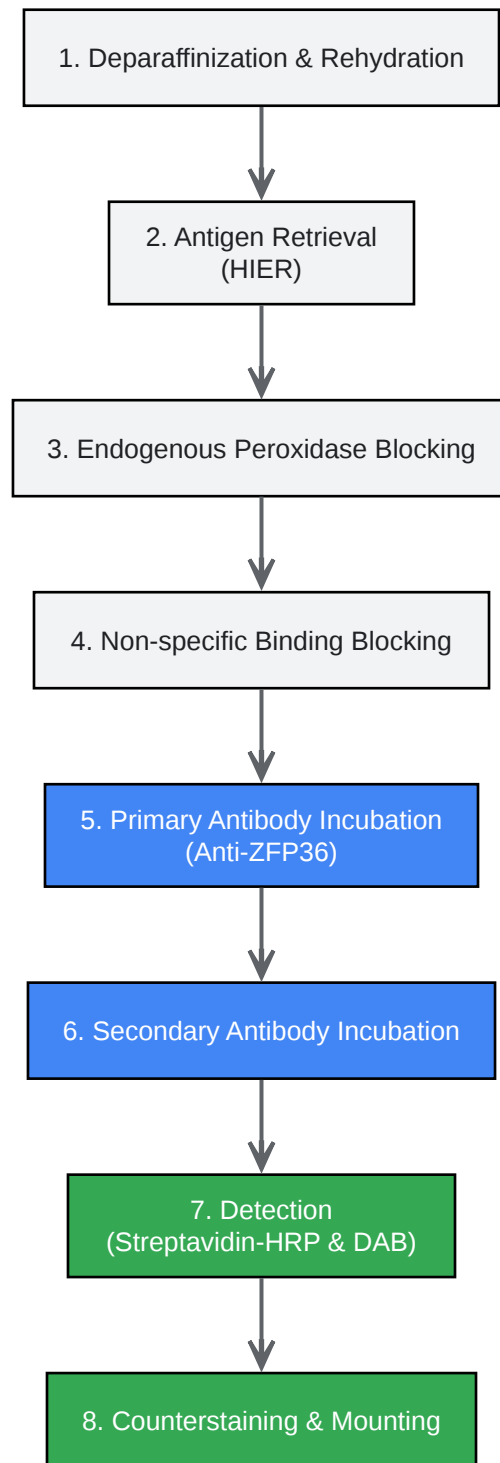 1. Deparaffinization & Rehydration
2. Antigen Retrieval
(HIER)
3. Endogenous Peroxidase Blocking
4. Non-specific Binding Blocking
5. Primary Antibody Incubation
(Anti-ZFP36)
6. Secondary Antibody Incubation
7. Detection
(Streptavidin-HRP & DAB)
8. Counterstaining & Mounting